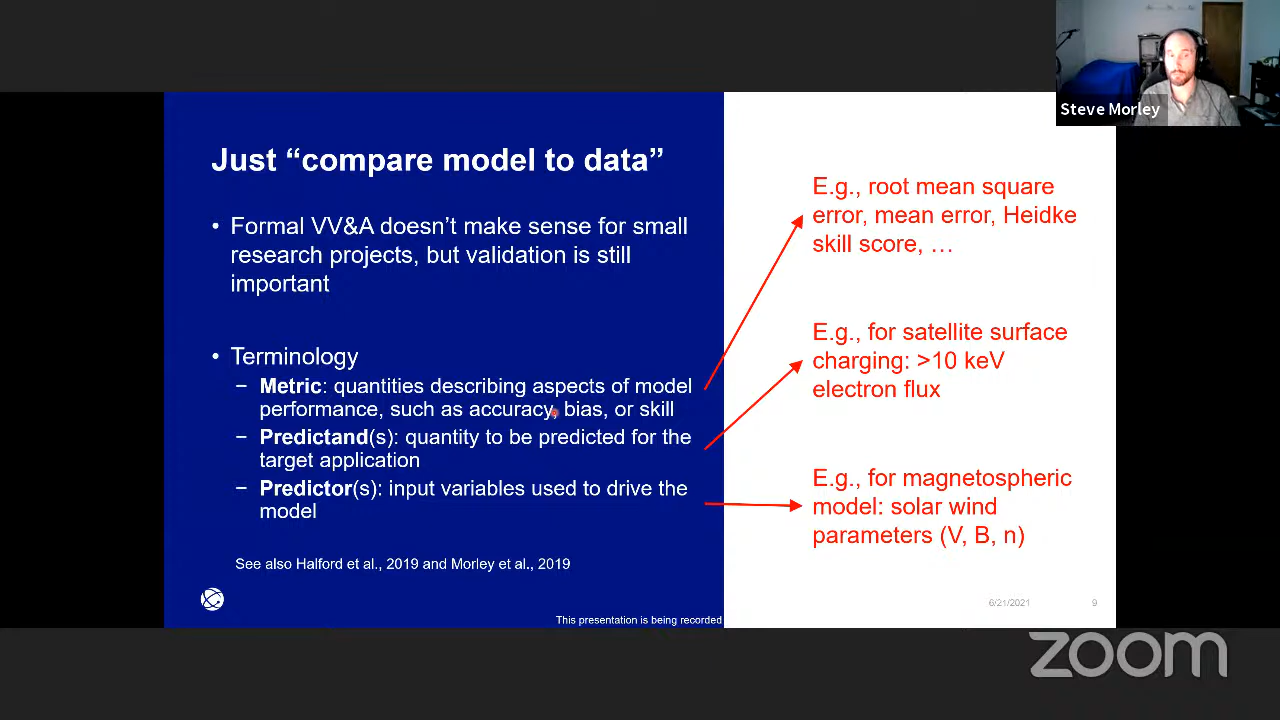 Steve Morley
Just “compare model to data”
• Formal VV&A doesn’t make sense for small
research projects, but validation is still
important
• Terminology
– Metric: quantities describing aspects of model
performance, such as accuracy, bias, or skill
– Predictand(s): quantity to be predicted for the
target application
– Predictor(s): input variables used to drive the
model
See also Halford et al., 2019 and Morley et al., 2019
This presentation is being recorded
E.g., root mean square
error, mean error, Heidke
skill score, …
E.g., for satellite surface
charging: >10 keV
electron flux
E.g., for magnetospheric
model: solar wind
parameters (V, B, n)
6/21/2021
9
zoom